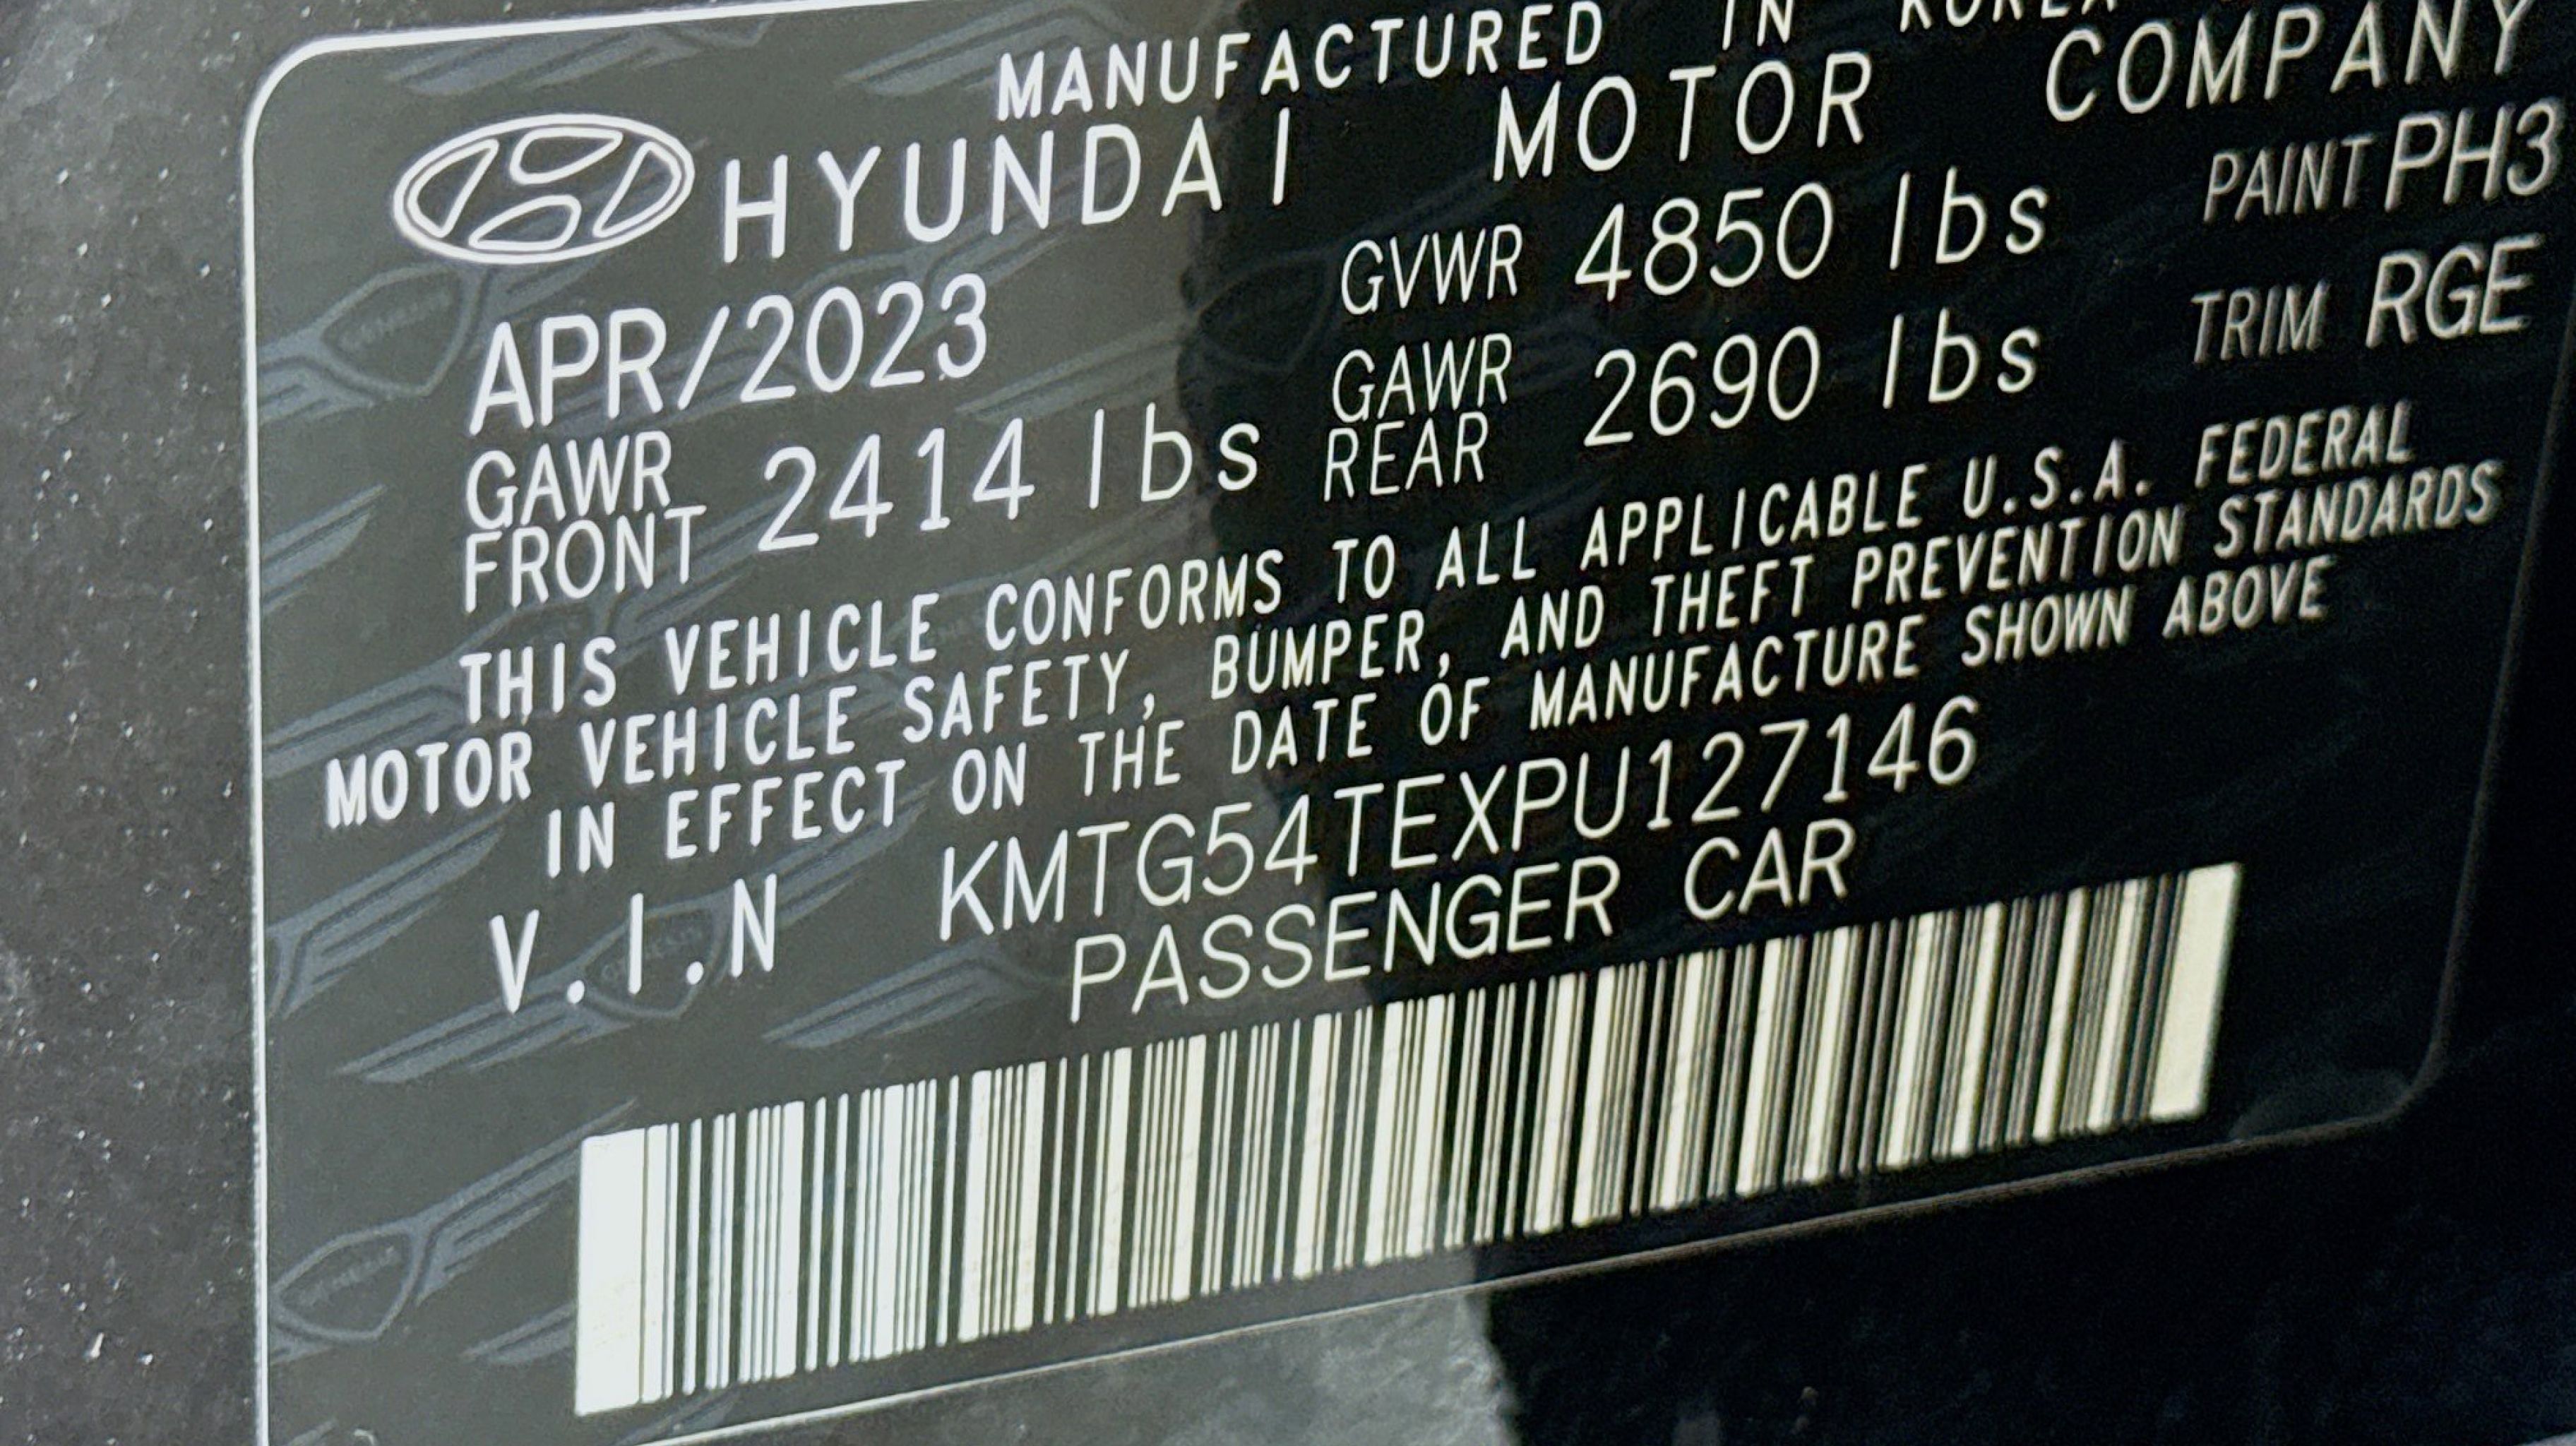 MANUFACTURED IN KOREA
HYUNDAI MOTOR COMPANY
APR/2023 GVWR 4850 lbs PAINT PH3
GAWR FRONT 2414 lbs GAWR REAR 2690 lbs TRIM RGE
THIS VEHICLE CONFORMS TO ALL APPLICABLE U.S.A. FEDERAL
MOTOR VEHICLE SAFETY, BUMPER, AND THEFT PREVENTION STANDARDS
IN EFFECT ON THE DATE OF MANUFACTURE SHOWN ABOVE
V.I.N KMTG54TEXPU127146
PASSENGER CAR